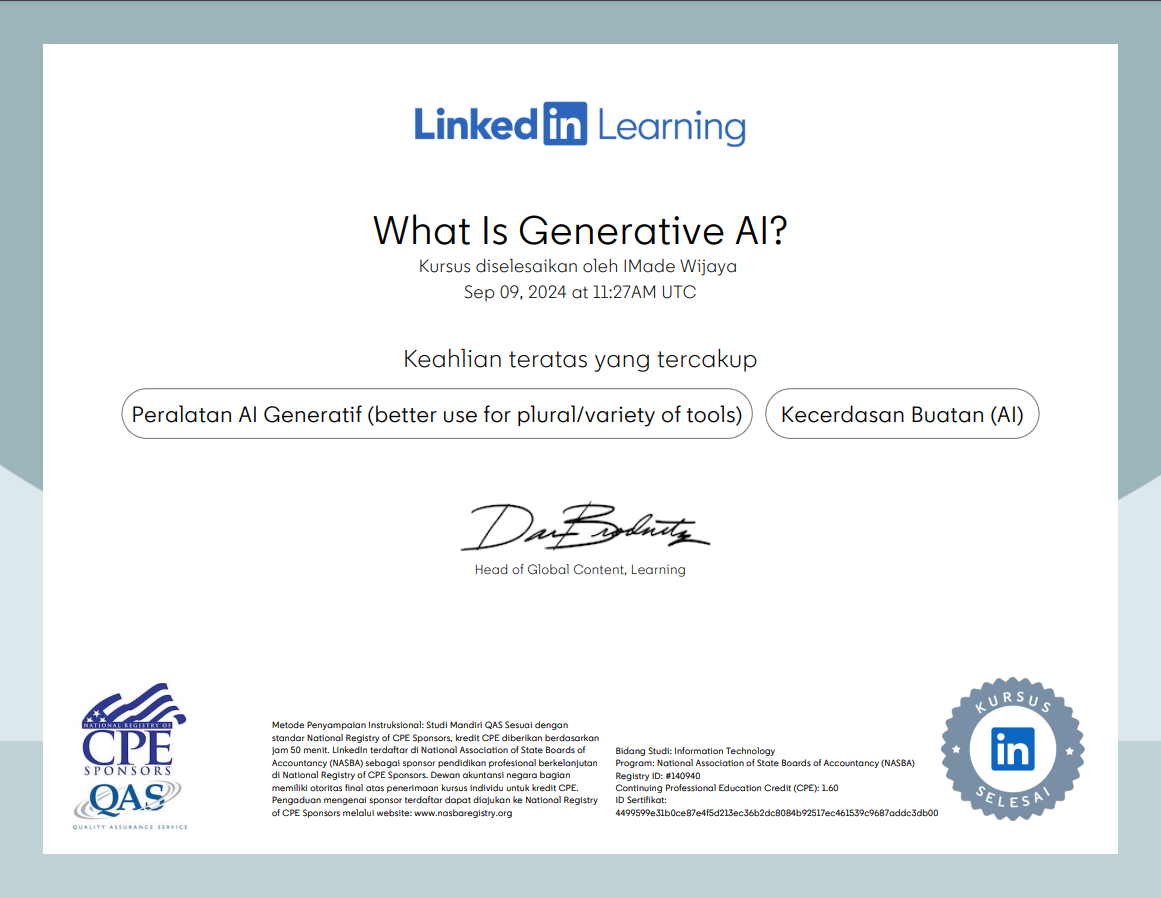 LinkedIn Learning
What Is Generative AI?
Kursus diselesaikan oleh IMade Wijaya
Sep 09, 2024 at 11:27AM UTC
Keahlian teratas yang tercakup
Peralatan AI Generatif (better use for plural/variety of tools)
Kecerdasan Buatan (AI)
Dan Brodnitz
Head of Global Content, Learning
NATIONAL REGISTRY OF
CPE
SPONSORS
QAS
QUALITY ASSURANCE SERVICE
Metode Penyampaian Instruksional: Studi Mandiri QAS Sesuai dengan
standar National Registry of CPE Sponsors, kredit CPE diberikan berdasarkan
jam 50 menit. LinkedIn terdaftar di National Association of State Boards of
Accountancy (NASBA) sebagai sponsor pendidikan profesional berkelanjutan
di National Registry of CPE Sponsors. Dewan akuntansi negara bagian
memiliki otoritas final atas penerimaan kursus individu untuk kredit CPE.
Pengaduan mengenai sponsor terdaftar dapat diajukan ke National Registry
of CPE Sponsors melalui website: www.nasbaregistry.org
Bidang Studi: Information Technology
Program: National Association of State Boards of Accountancy (NASBA)
Registry ID: #140940
Continuing Professional Education Credit (CPE): 1.60
ID Sertifikat:
4499599e31b0ce87e4f5d213ec36b2dc8084b92517ec461539c9687addc3db00
KURSUS
in
SELESAI